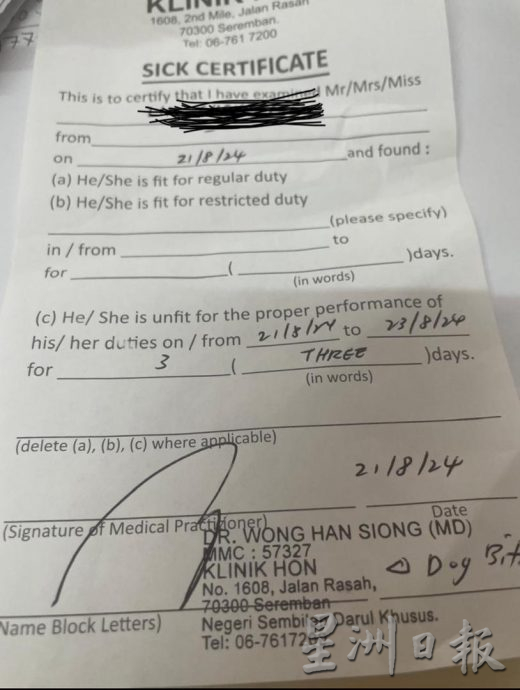 1608, 2nd Mile, Jalan Rasah
70300 Seremban.
Tel: 06-761 7200
77
SICK CERTIFICATE
This is to certify that I have examined Mr/Mrs/Miss
from
on 21/8/24 and found :
(a) He/She is fit for regular duty
(b) He/She is fit for restricted duty
(please specify)
in / from to
for ( )days.
(in words)
(c) He/ She is unfit for the proper performance of
his/ her duties on / from 21/8/24 to 23/8/24
for 3 ( THREE )days.
(in words)
(delete (a), (b), (c) where applicable)
21/8/24
(Signature of Medical Practitioner) Date
DR. WONG HAN SIONG (MD)
MMC : 57327
KLINIK HON
Dog Bit
No. 1608, Jalan Rasah,
70300 Seremban
(Name Block Letters) Negeri Sembilan Darul Khusus.
Tel: 06-7617200
星洲日報